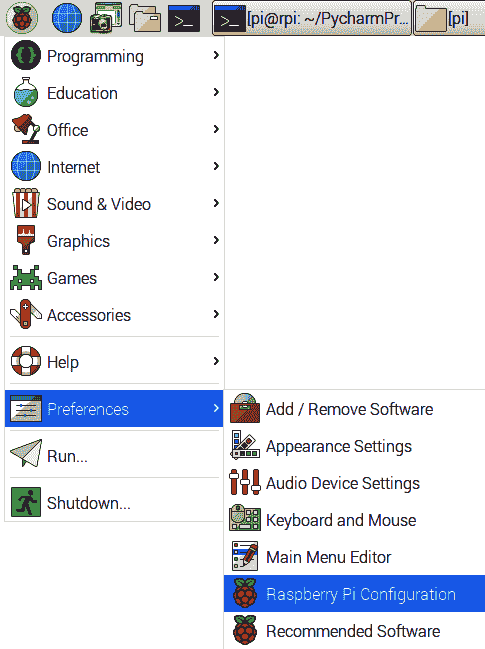 [pi@rpi: ~/PycharmPr...
[pi]
Programming
Education
Office
Internet
Sound & Video
Graphics
Games
Accessories
Help
Preferences
Run...
Shutdown...
Add / Remove Software
Appearance Settings
Audio Device Settings
Keyboard and Mouse
Main Menu Editor
Raspberry Pi Configuration
Recommended Software